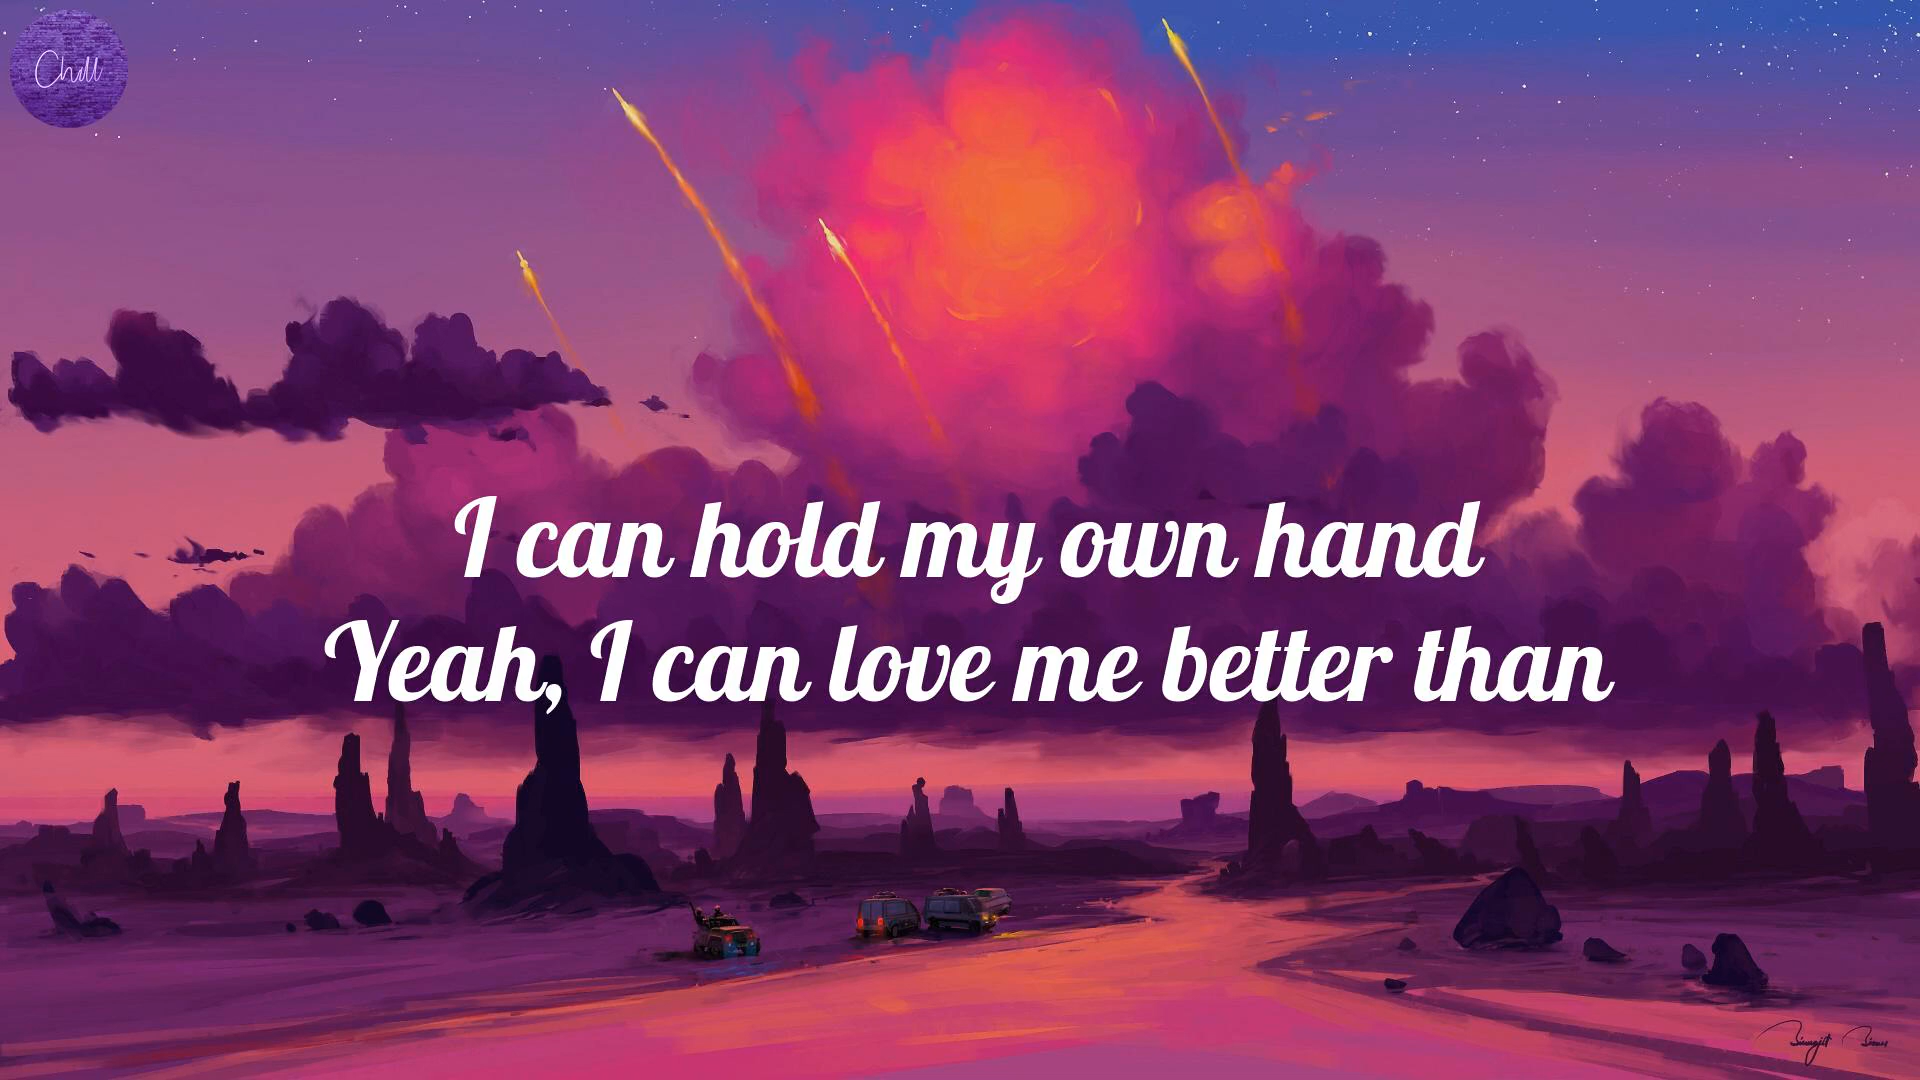 Chill
I can hold my own hand
Yeah, I can love me better than